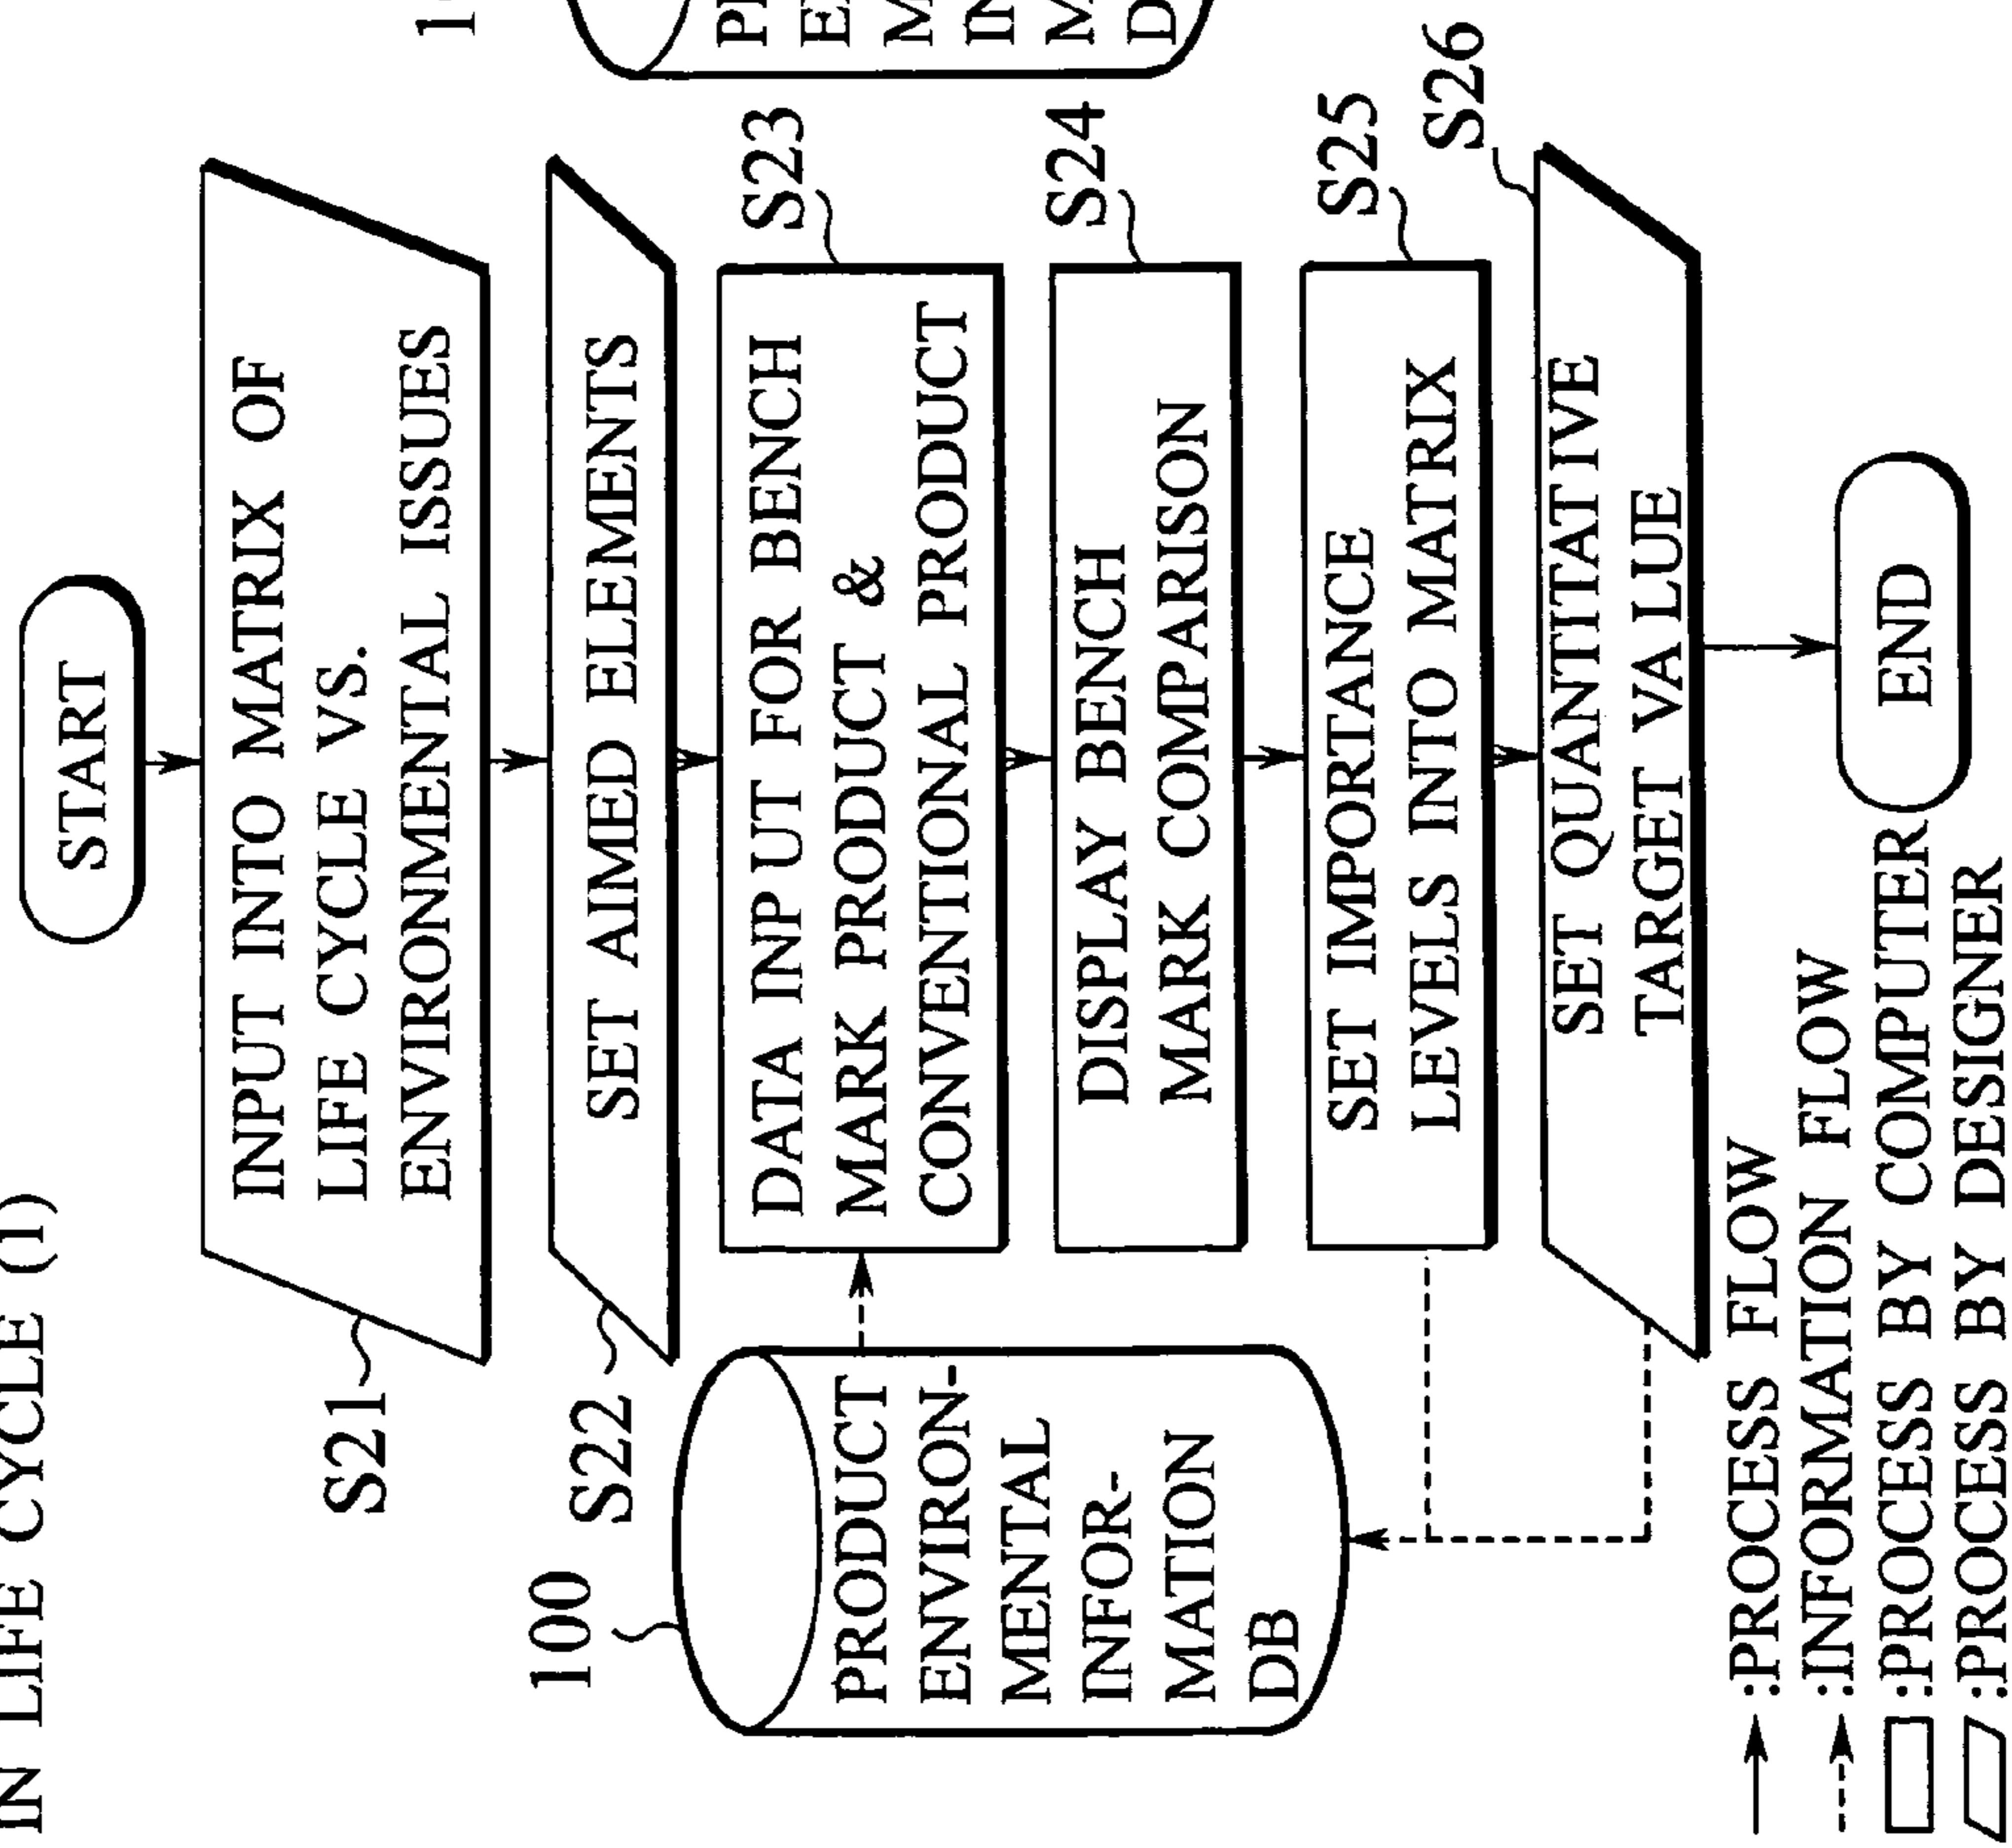 IN LIFE CYCLE (1)
START
INPUT INTO MATRIX OF
LIFE CYCLE VS.
ENVIRONMENTAL ISSUES
S21
SET AIMED ELEMENTS
S22
DATA INPUT FOR BENCH
MARK PRODUCT &
CONVENTIONAL PRODUCT
S23
DISPLAY BENCH
MARK COMPARISON
S24
SET IMPORTANCE
LEVELS INTO MATRIX
S25
SET QUANTITATIVE
TARGET VA LUE
S26
END
100
PRODUCT
ENVIRON-
MENTAL
INFOR-
MATION
DB
:PROCESS FLOW
:INFORMATION FLOW
:PROCESS BY COMPUTER
:PROCESS BY DESIGNER
1
E
M
M
D